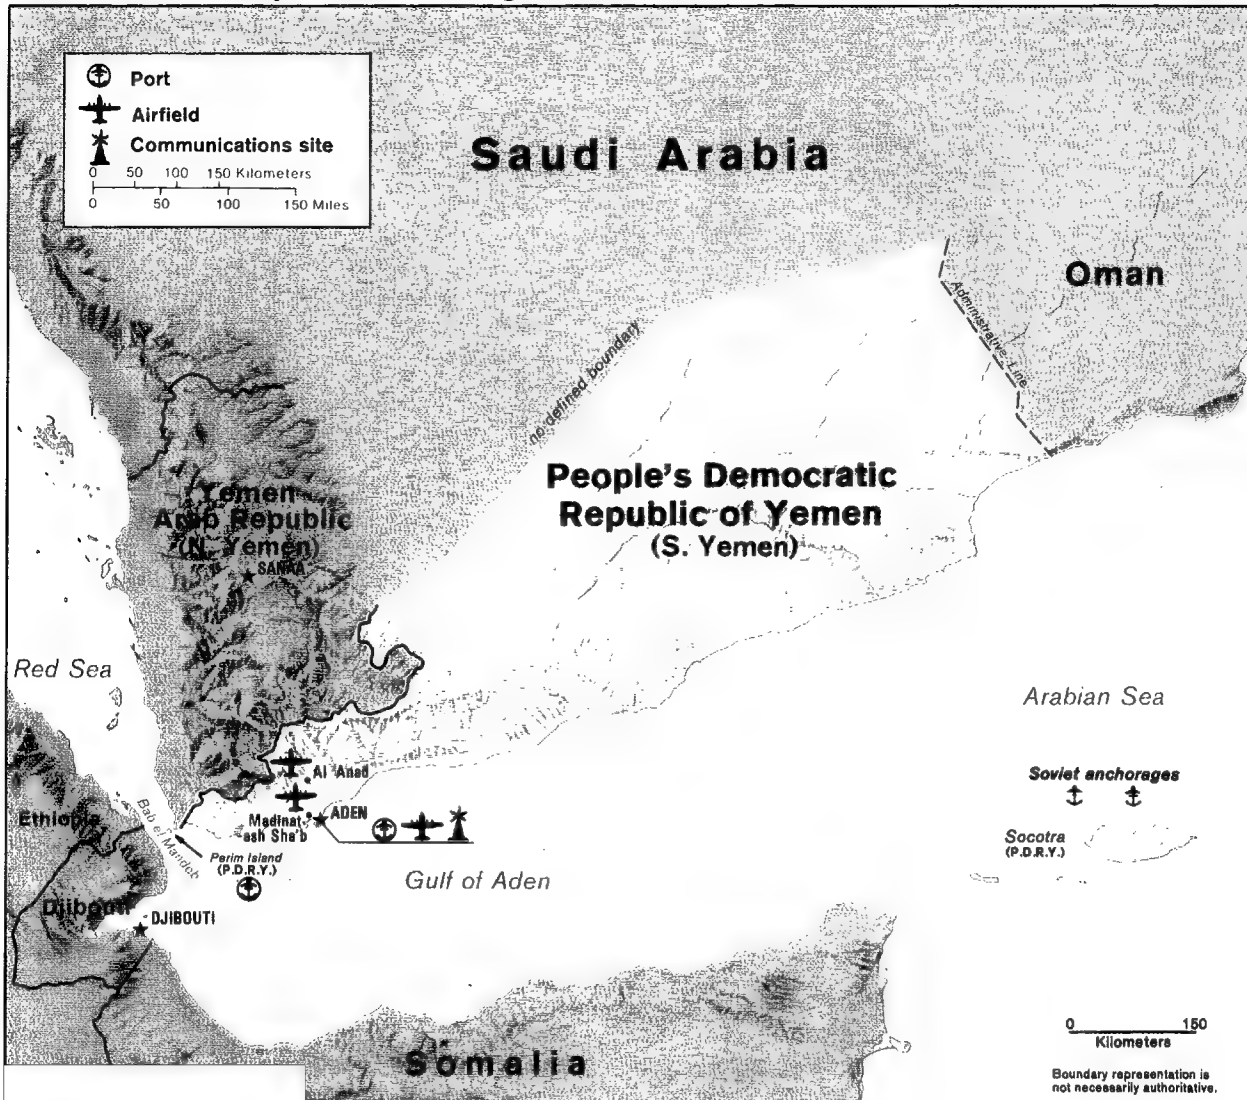 Port
Airfield
Communications site
0 50 100 150 Kilometers
0 50 100 150 Miles
Saudi Arabia
Oman
Administrative Line
no defined boundary
People's Democratic
Republic of Yemen
(S. Yemen)
Yemen
Arab Republic
(N. Yemen)
SANAA
Red Sea
Arabian Sea
Soviet anchorages
Socotra
(P.D.R.Y.)
Al Anad
Madinat
ash Sha'b
ADEN
Ethiopia
Bab el Mandeb
Perim Island
(P.D.R.Y.)
Gulf of Aden
Djibouti
DJIBOUTI
Somalia
0 150
Kilometers
Boundary representation is
not necessarily authoritative.